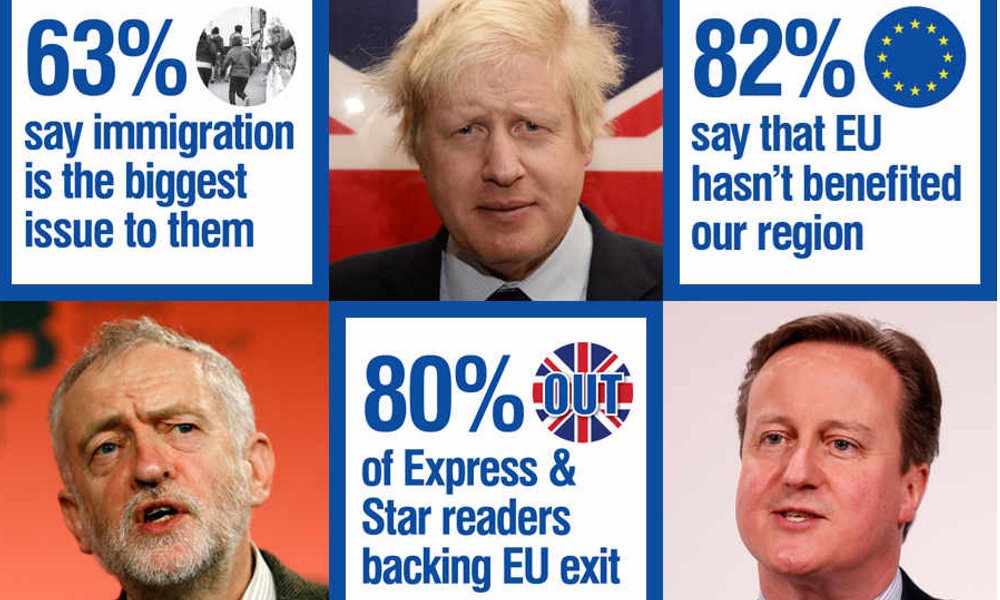 63%
say immigration
is the biggest
issue to them
82%
say that EU
hasn't benefited
our region
80%
OUT
of Express &
Star readers
backing EU exit